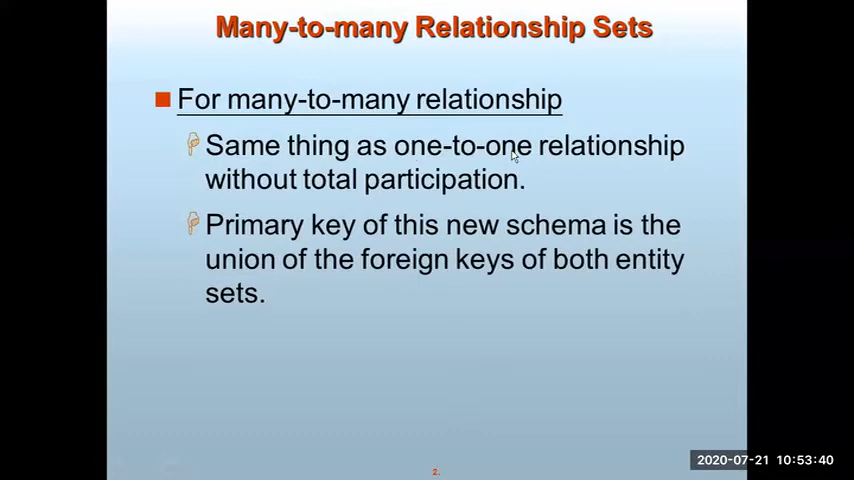 Many-to-many Relationship Sets
For many-to-many relationship
Same thing as one-to-one relationship
without total participation.
Primary key of this new schema is the
union of the foreign keys of both entity
sets.
2.
2020-07-21 10:53:40